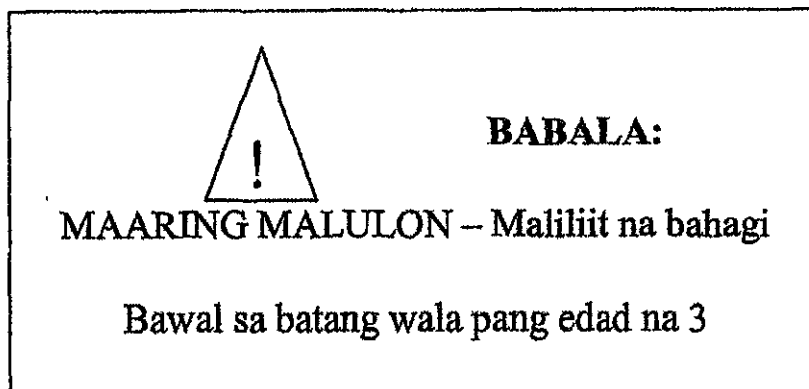 !
BABALA:
MAARING MALULON – Maliliit na bahagi
Bawal sa batang wala pang edad na 3